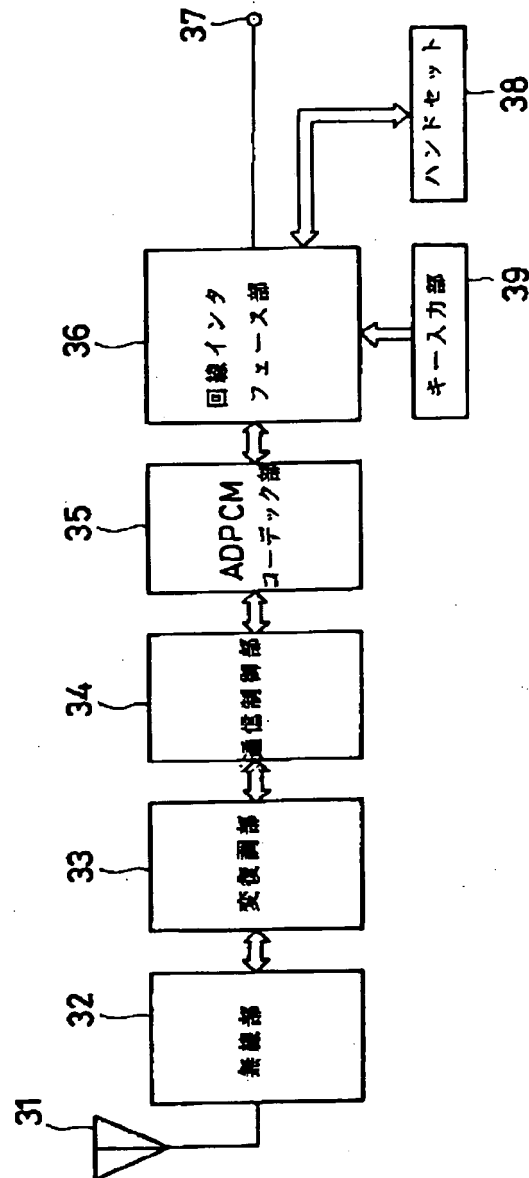 31
32
無線部
33
変復調部
34
通信制御部
35
ADPCM
コーデック部
36
回線インタ
フェース部
37
ハンドセット
38
キー入力部
39